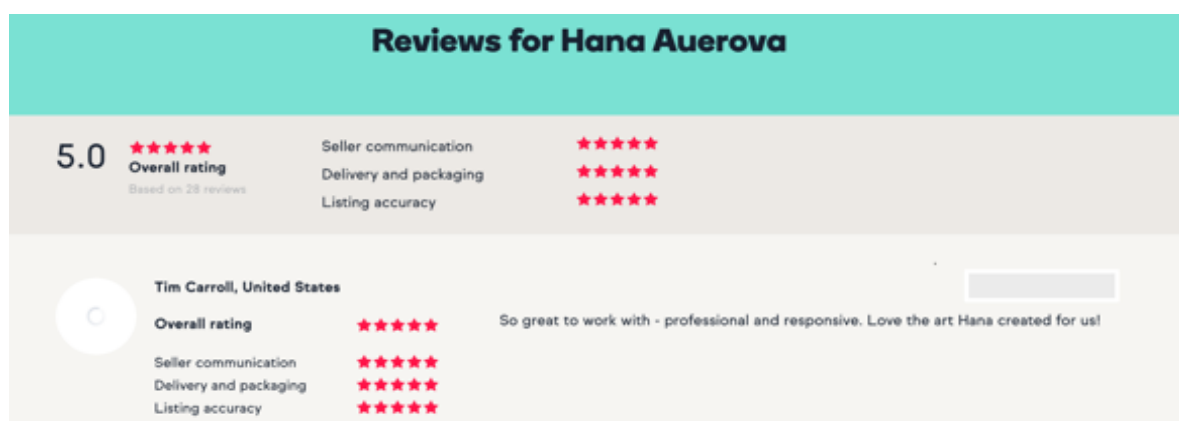 Reviews for Hana Auerova
5.0
Overall rating
Based on 28 reviews
Seller communication
Delivery and packaging
Listing accuracy
Tim Carroll, United States
Overall rating
So great to work with - professional and responsive. Love the art Hana created for us!
Seller communication
Delivery and packaging
Listing accuracy